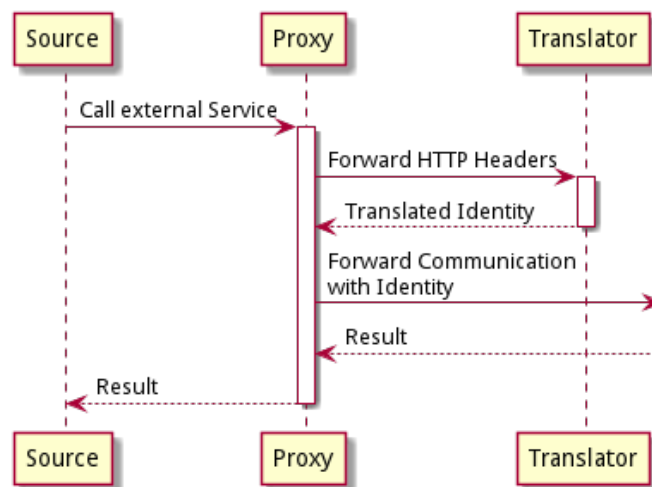 Source
Proxy
Translator
Call external Service
Forward HTTP Headers
Translated Identity
Forward Communication
with Identity
Result
Result
Source
Proxy
Translator